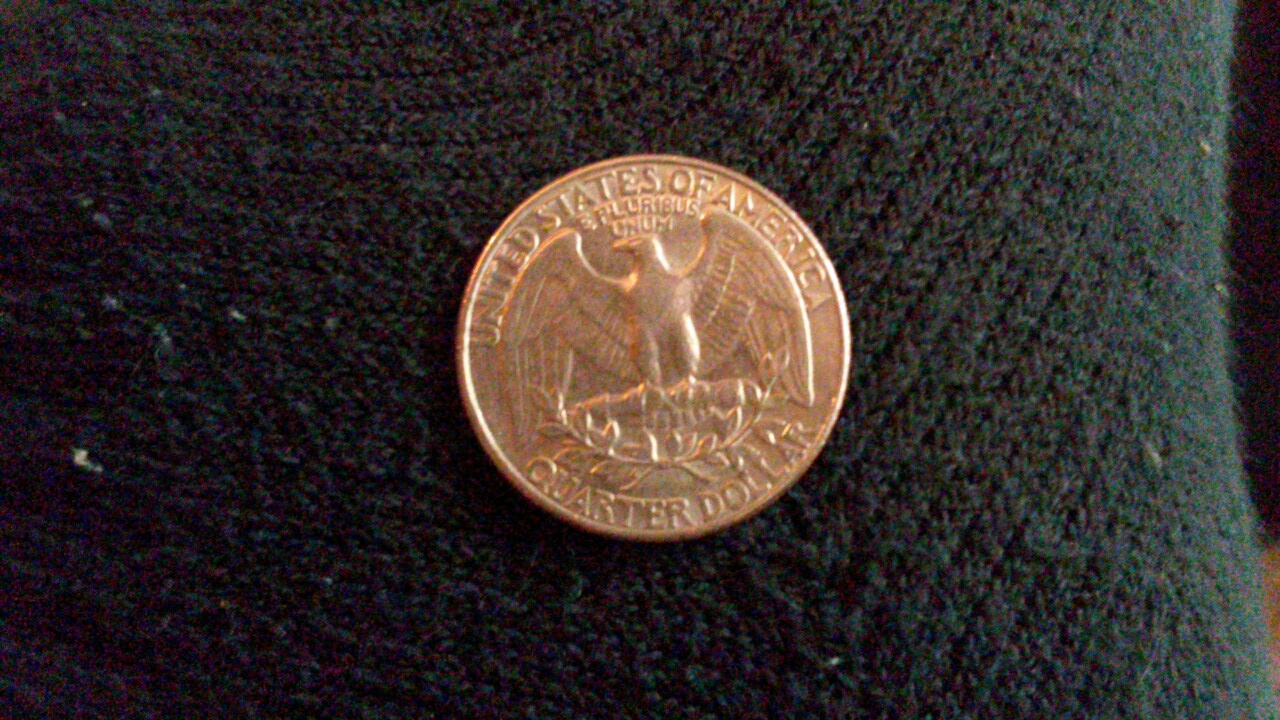 UNITED STATES OF AMERICA
E PLURIBUS
UNUM
QUARTER DOLLAR